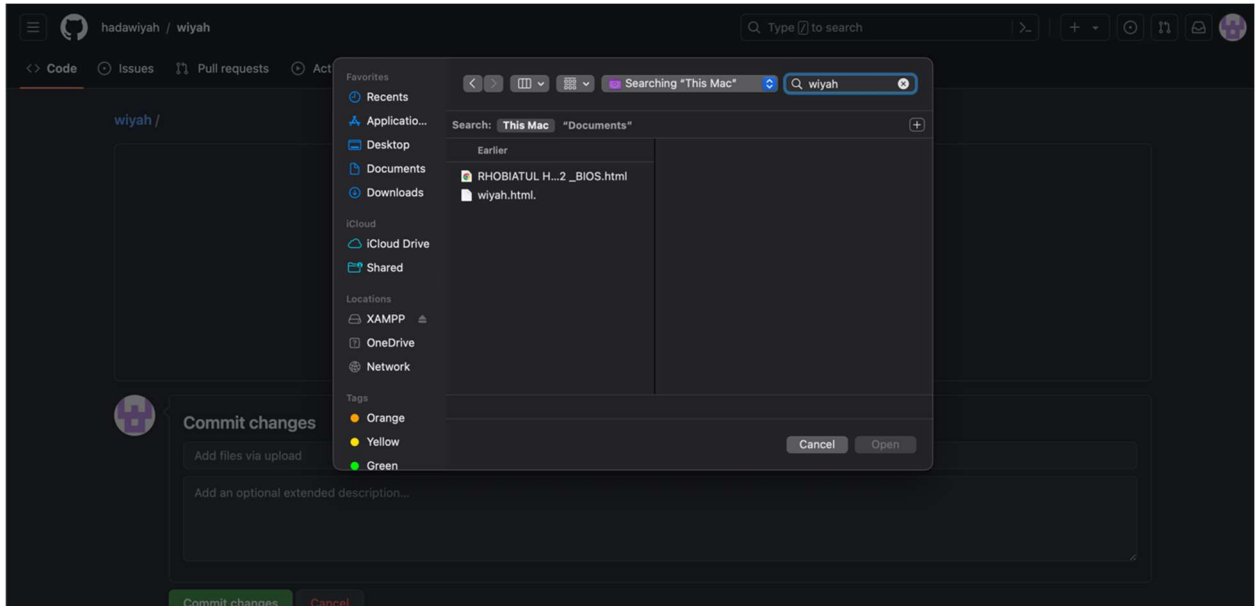 hadawiyah / wiyah
Type / to search
Code Issues Pull requests Act
wiyah /
Favorites
Recents
Applicatio...
Desktop
Documents
Downloads
iCloud
iCloud Drive
Shared
Locations
XAMPP
OneDrive
Network
Tags
Orange
Yellow
Green
Searching "This Mac"
wiyah
Search: This Mac "Documents"
Earlier
RHOBIATUL H...2 _BIOS.html
wiyah.html.
Cancel Open
Commit changes
Add files via upload
Add an optional extended description...
Commit changes Cancel